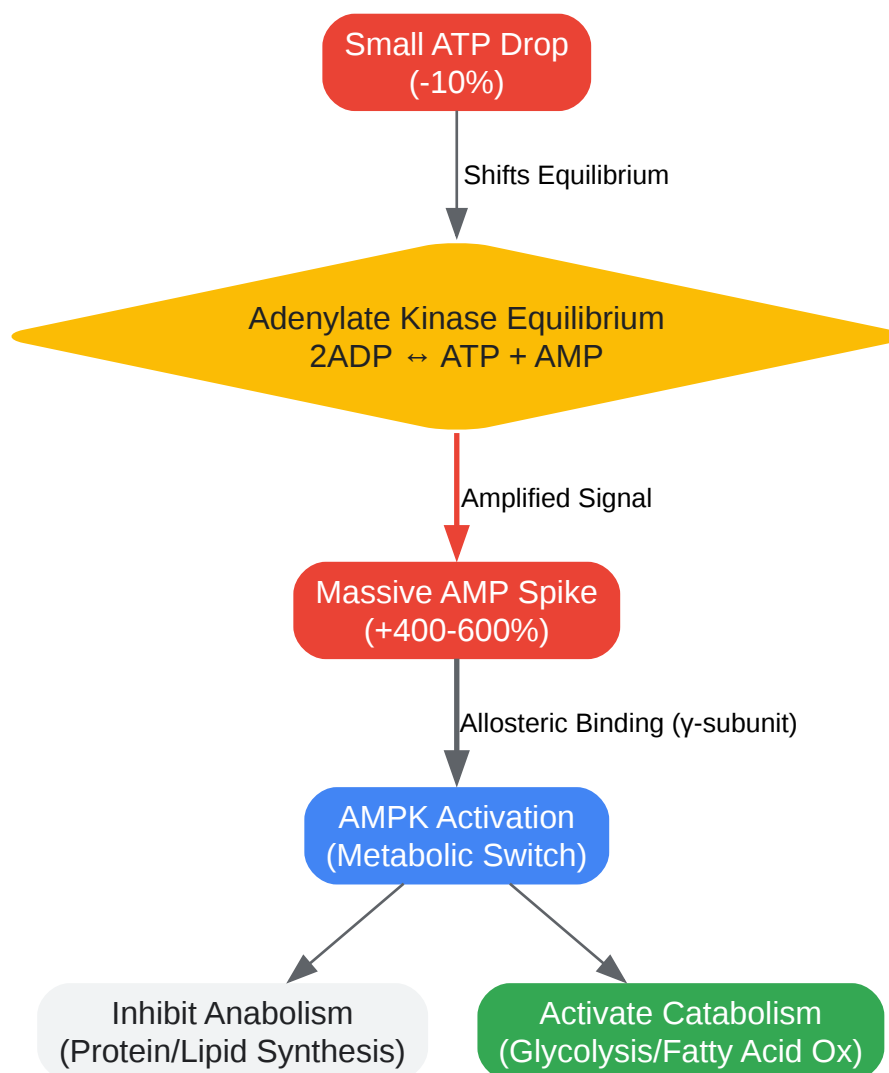 Small ATP Drop
(-10%)
Shifts Equilibrium
Adenylate Kinase Equilibrium
2ADP ↔ ATP + AMP
Amplified Signal
Massive AMP Spike
(+400-600%)
Allosteric Binding (γ-subunit)
AMPK Activation
(Metabolic Switch)
Inhibit Anabolism
(Protein/Lipid Synthesis)
Activate Catabolism
(Glycolysis/Fatty Acid Ox)